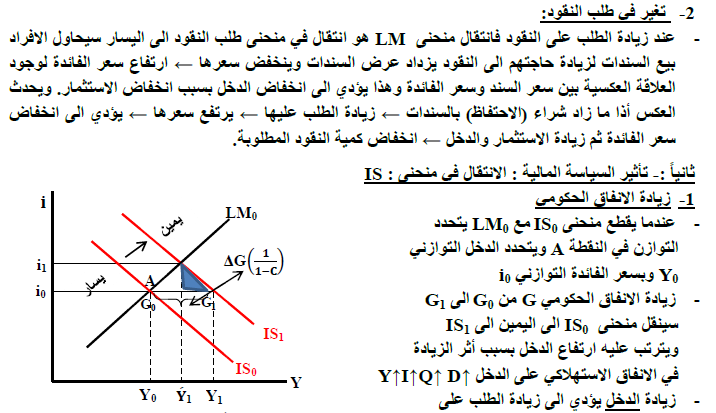 2- تغير في طلب النقود:
- عند زيادة الطلب على النقود فانتقال منحنى LM هو انتقال في منحنى طلب النقود الى اليسار سيحاول الافراد
بيع السندات لزيادة حاجتهم الى النقود يزداد عرض السندات وينخفض سعرها ← ارتفاع سعر الفائدة لوجود
العلاقة العكسية بين سعر السند وسعر الفائدة وهذا يؤدي الى انخفاض الدخل بسبب انخفاض الاستثمار. ويحدث
العكس أذا ما زاد شراء (الاحتفاظ) بالسندات ← زيادة الطلب عليها ← يرتفع سعرها ← يؤدي الى انخفاض
سعر الفائدة ثم زيادة الاستثمار والدخل ← انخفاض كمية النقود المطلوبة.
ثانياً :- تأثير السياسة المالية : الانتقال في منحنى IS :
1- زيادة الانفاق الحكومي
- عندما يقطع منحنى IS₀ مع LM₀ يتحدد
التوازن في النقطة A ويتحدد الدخل التوازني
Y₀ وبسعر الفائدة التوازني i₀
- زيادة الانفاق الحكومي G من G₀ الى G₁
سينقل منحنى IS₀ الى اليمين الى IS₁
ويترتب عليه ارتفاع الدخل بسبب أثر الزيادة
في الانفاق الاستهلاكي على الدخل Y↑I↑Q↑ D↑
- زيادة الدخل يؤدي الى زيادة الطلب على
i
يمين
LM₀
ΔG(1/(1-C))
i₁
يسار
A
i₀
G₀
G₁
IS₁
IS₀
Y
Y₀
Ý₁
Y₁